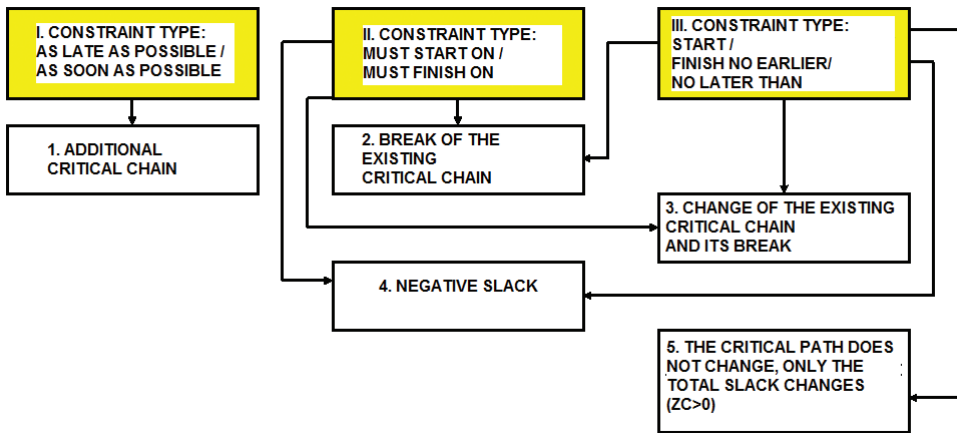 I. CONSTRAINT TYPE:
AS LATE AS POSSIBLE /
AS SOON AS POSSIBLE
II. CONSTRAINT TYPE:
MUST START ON /
MUST FINISH ON
III. CONSTRAINT TYPE:
START /
FINISH NO EARLIER/
NO LATER THAN
1. ADDITIONAL
CRITICAL CHAIN
2. BREAK OF THE
EXISTING
CRITICAL CHAIN
3. CHANGE OF THE EXISTING
CRITICAL CHAIN
AND ITS BREAK
4. NEGATIVE SLACK
5. THE CRITICAL PATH DOES
NOT CHANGE, ONLY THE
TOTAL SLACK CHANGES
(ZC>0)